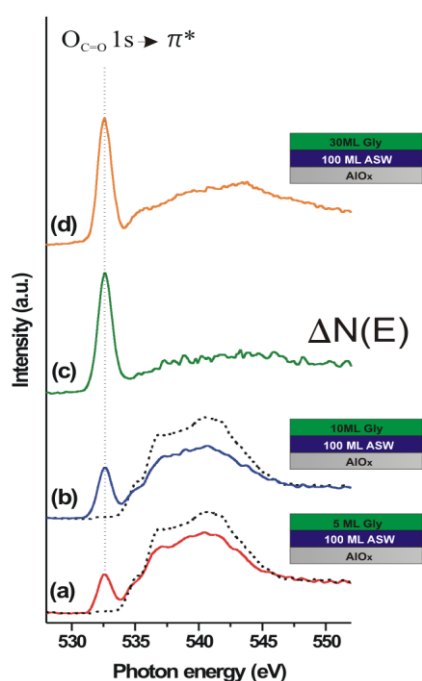 O C=O 1s → π*
30ML Gly
100 ML ASW
AlOx
(d)
Intensity (a.u.)
(c)
ΔN(E)
10ML Gly
100 ML ASW
AlOx
(b)
5 ML Gly
100 ML ASW
AlOx
(a)
530 535 540 545 550
Photon energy (eV)